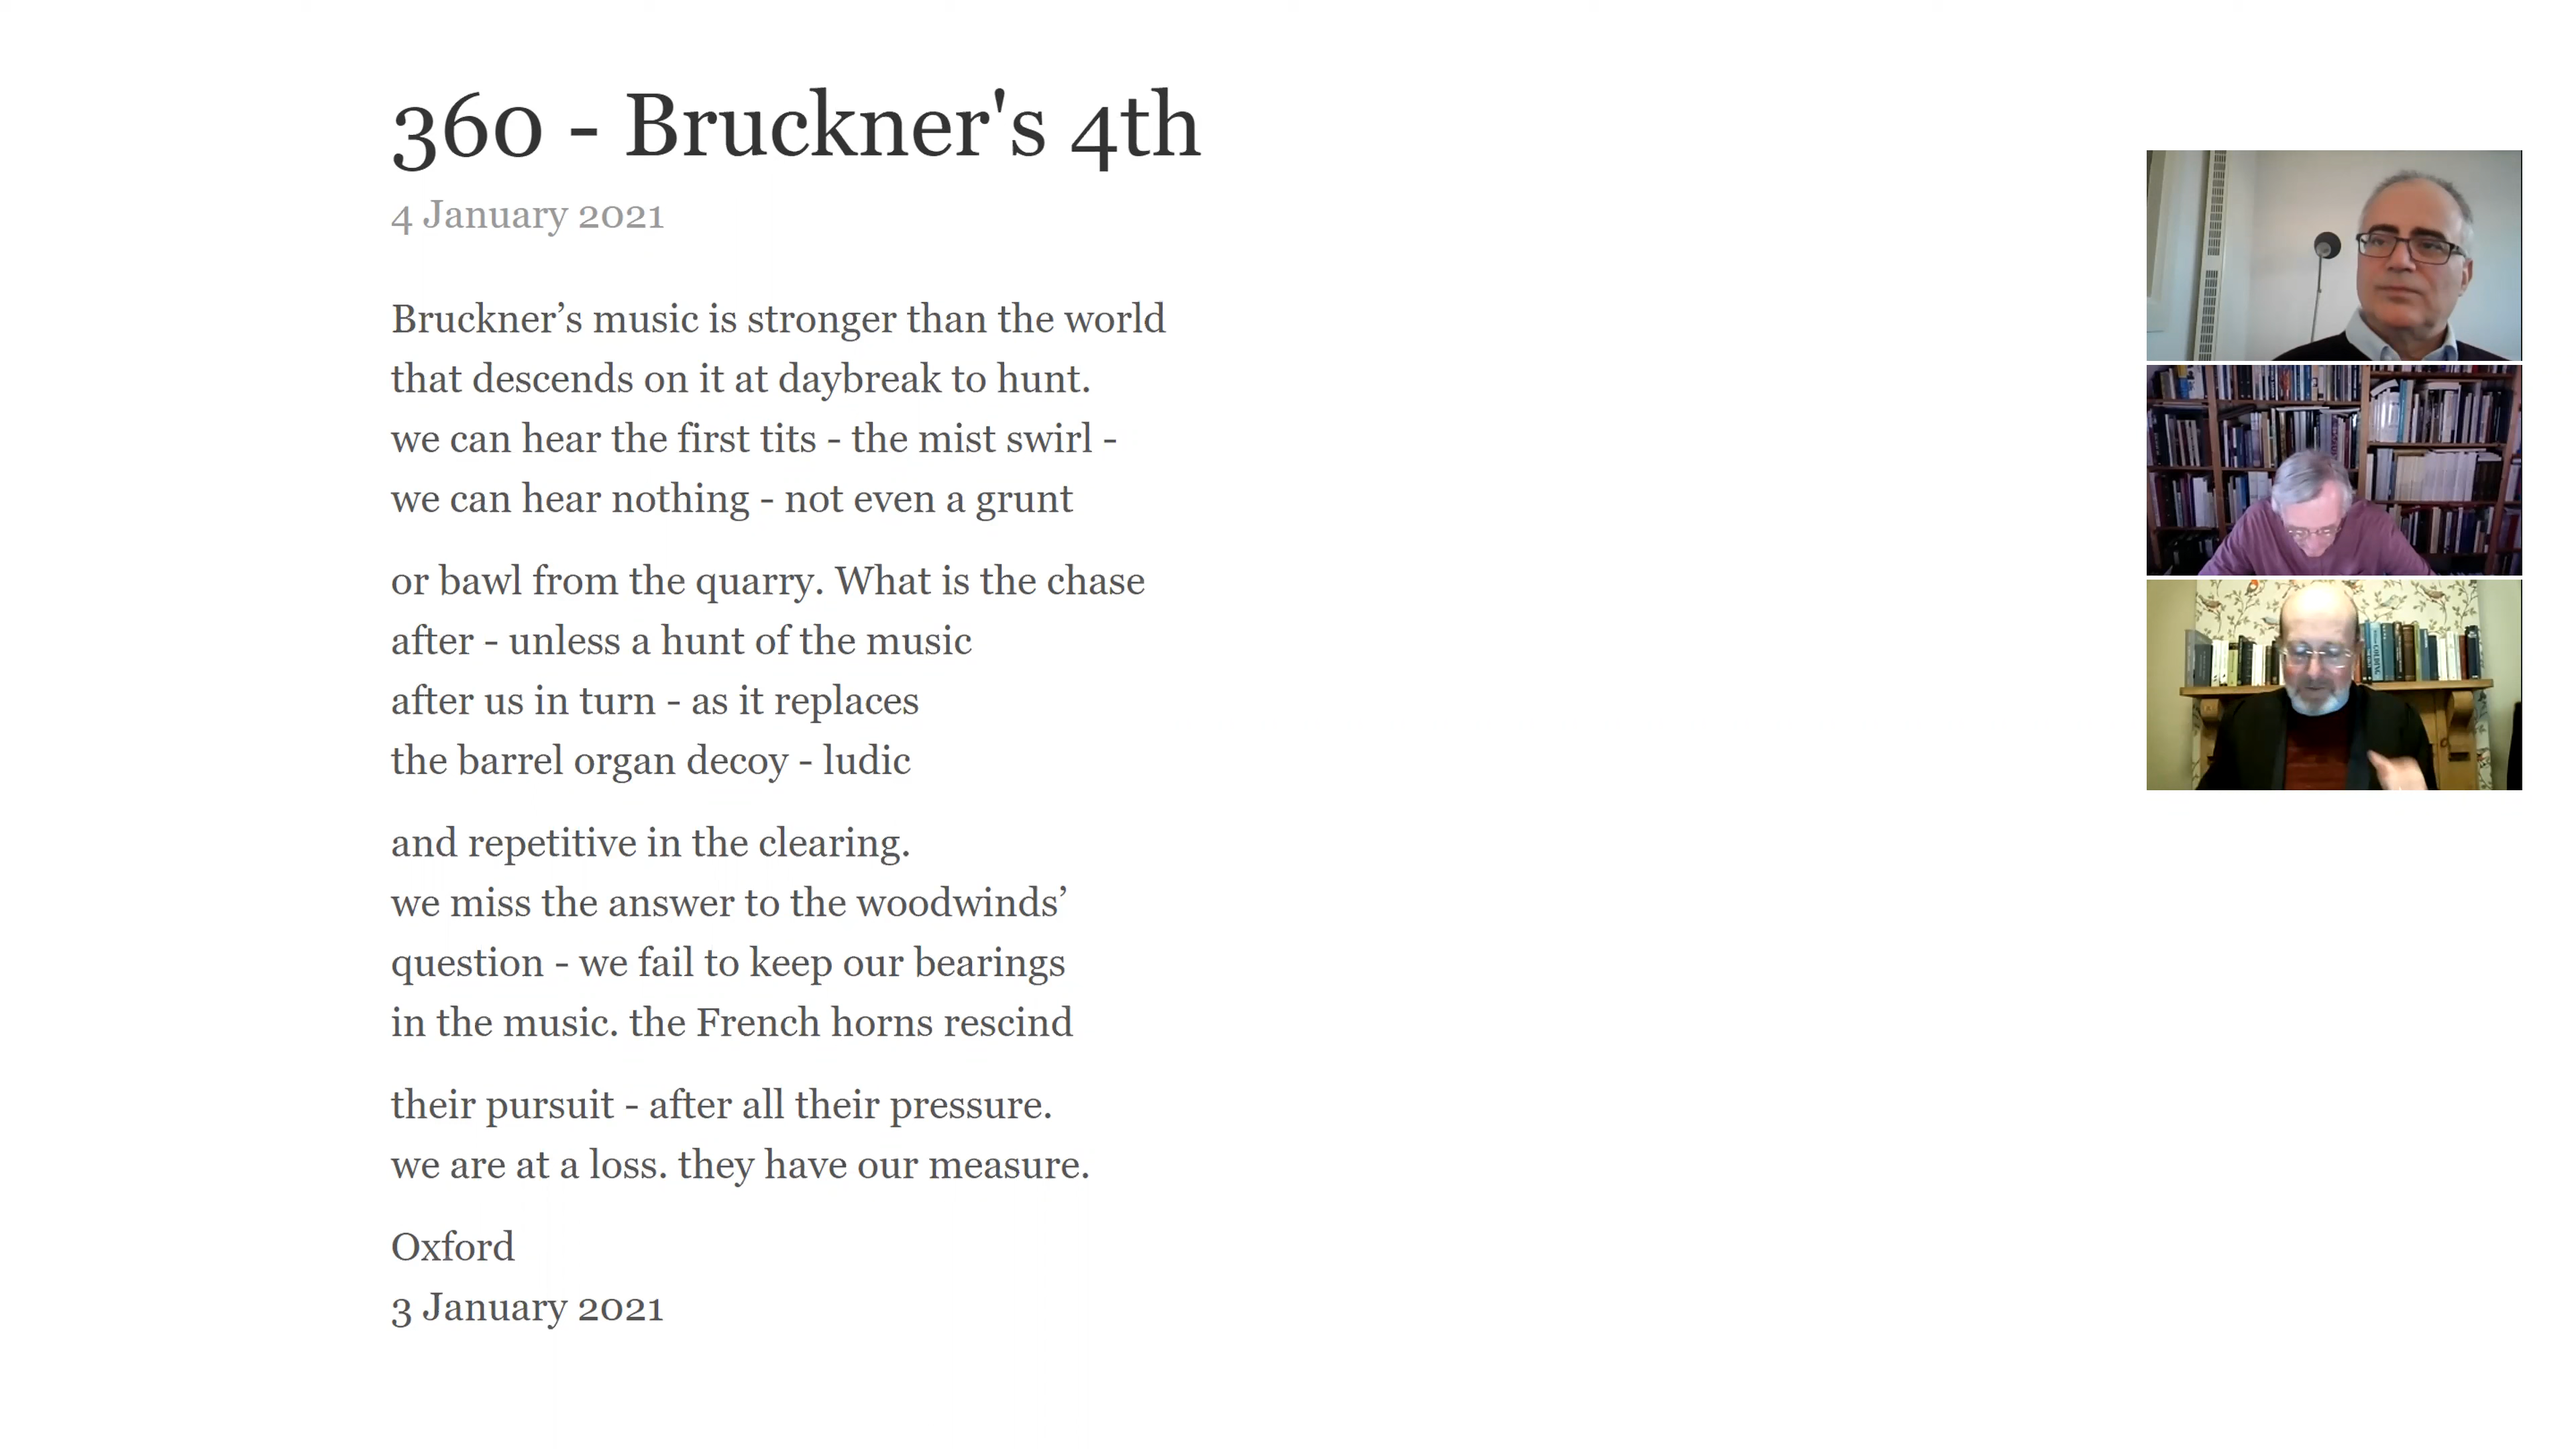 360 - Bruckner's 4th
4 January 2021
Bruckner’s music is stronger than the world
that descends on it at daybreak to hunt.
we can hear the first tits - the mist swirl -
we can hear nothing - not even a grunt
or bawl from the quarry. What is the chase
after - unless a hunt of the music
after us in turn - as it replaces
the barrel organ decoy - ludic
and repetitive in the clearing.
we miss the answer to the woodwinds’
question - we fail to keep our bearings
in the music. the French horns rescind
their pursuit - after all their pressure.
we are at a loss. they have our measure.
Oxford
3 January 2021